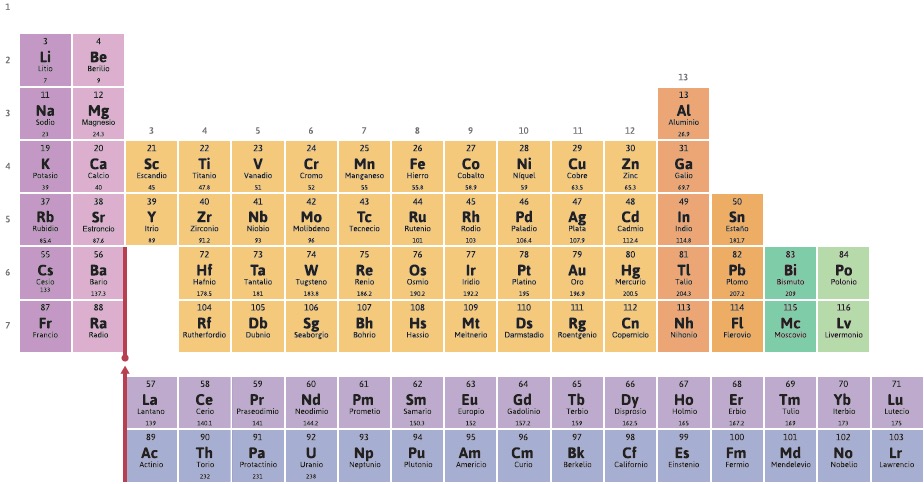 1
3 4
2 Li Be
Litio Berilio
7 9
13
11 12 13
3 Na Mg Al
Sodio Magnesio Aluminio
3 4 5 6 7 8 9 10 11 12
23 24.3 26.9
19 20 21 22 23 24 25 26 27 28 29 30 31
4 K Ca Sc Ti V Cr Mn Fe Co Ni Cu Zn Ga
Potasio Calcio Escandio Titanio Vanadio Cromo Manganeso Hierro Cobalto Níquel Cobre Zinc Galio
39 40 45 47.8 51 52 55 55.8 58.9 59 63.5 65.3 69.7
37 38 39 40 41 42 43 44 45 46 47 48 49 50
5 Rb Sr Y Zr Nb Mo Tc Ru Rh Pd Ag Cd In Sn
Rubidio Estroncio Itrio Zirconio Niobio Molibdeno Tecnecio Rutenio Rodio Paladio Plata Cadmio Indio Estaño
85.4 87.6 89 91.2 93 96 101 103 106.4 107.9 112.4 114.8 181.7
55 56 72 73 74 75 76 77 78 79 80 81 82 83 84
6 Cs Ba Hf Ta W Re Os Ir Pt Au Hg Tl Pb Bi Po
Cesio Bario Hafnio Tantalio Tugsteno Renio Osmio Iridio Platino Oro Mercurio Talio Plomo Bismuto Polonio
133 137.3 178.5 181 183.8 186.2 190.2 192.2 195 196.9 200.5 204.3 207.2 209
87 88 104 105 106 107 108 109 110 111 112 113 114 115 116
7 Fr Ra Rf Db Sg Bh Hs Mt Ds Rg Cn Nh Fl Mc Lv
Francio Radio Rutherfordio Dubnio Seaborgio Bohrio Hassio Meitnerio Darmstadio Roentgenio Copernicio Nihonio Flerovio Moscovio Livermonio
57 58 59 60 61 62 63 64 65 66 67 68 69 70 71
La Ce Pr Nd Pm Sm Eu Gd Tb Dy Ho Er Tm Yb Lu
Lantano Cerio Praseodimio Neodimio Prometio Samario Europio Gadolinio Terbio Disprosio Holmio Erbio Tulio Iterbio Lutecio
139 140.1 141 144.2 150.3 152 157.2 159 162.5 165 167.2 169 173 175
89 90 91 92 93 94 95 96 97 98 99 100 101 102 103
Ac Th Pa U Np Pu Am Cm Bk Cf Es Fm Md No Lr
Actinio Torio Protactinio Uranio Neptunio Plutonio Americio Curio Berkelio Californio Einstenio Fermio Mendelevio Nobelio Lawrencio
232 231 238